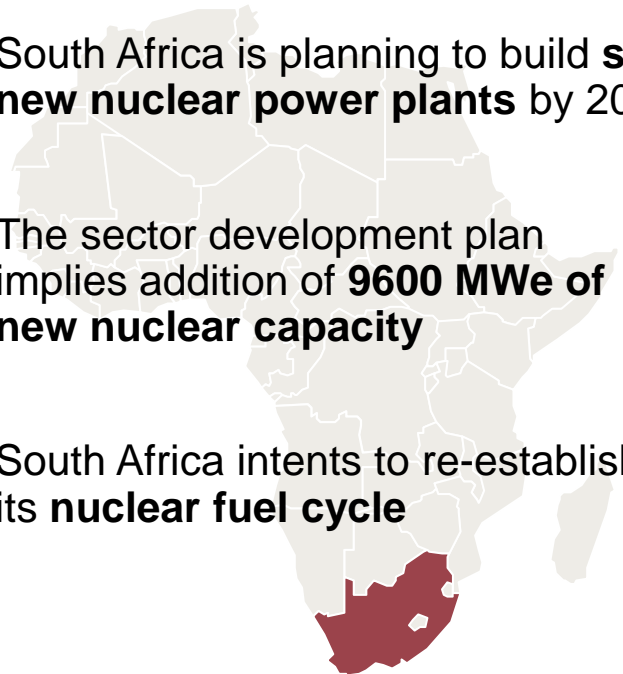 South Africa is planning to build s
new nuclear power plants by 20
The sector development plan
implies addition of 9600 MWe of
new nuclear capacity
South Africa intents to re-establish
its nuclear fuel cycle